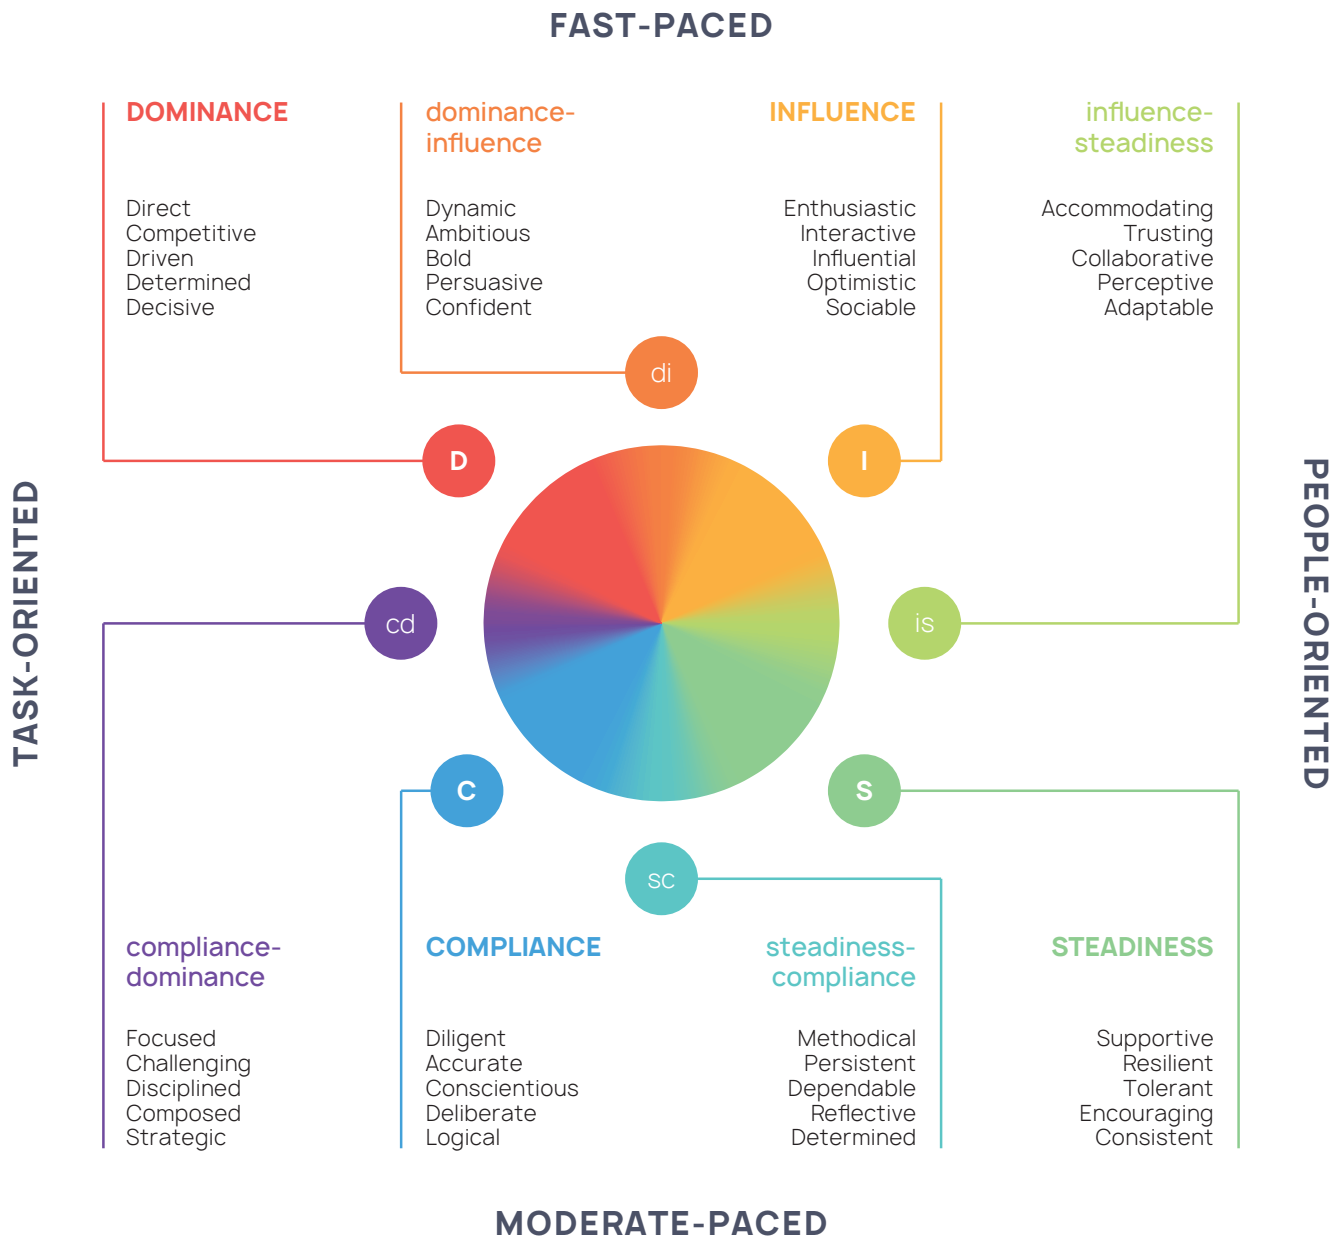 FAST-PACED
DOMINANCE
Direct
Competitive
Driven
Determined
Decisive
dominance-
influence
Dynamic
Ambitious
Bold
Persuasive
Confident
INFLUENCE
Enthusiastic
Interactive
Influential
Optimistic
Sociable
influence-
steadiness
Accommodating
Trusting
Collaborative
Perceptive
Adaptable
di
D
I
TASK-ORIENTED
PEOPLE-ORIENTED
cd
is
C
S
sc
compliance-
dominance
Focused
Challenging
Disciplined
Composed
Strategic
COMPLIANCE
Diligent
Accurate
Conscientious
Deliberate
Logical
steadiness-
compliance
Methodical
Persistent
Dependable
Reflective
Determined
STEADINESS
Supportive
Resilient
Tolerant
Encouraging
Consistent
MODERATE-PACED